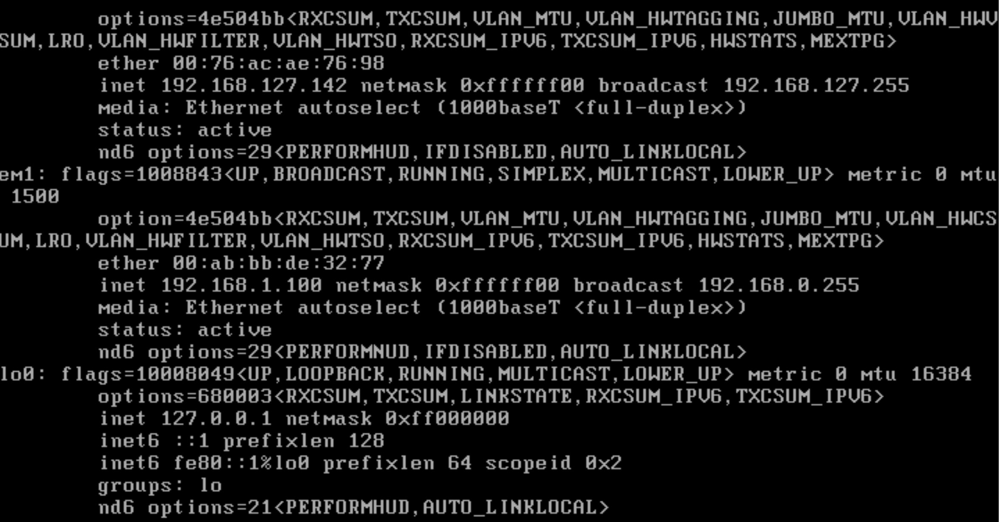 options=4e504bb<RXCSUM,TXCSUM,VLAN_MTU,VLAN_HWTAGGING,JUMBO_MTU,VLAN_HWV
SUM,LRO,VLAN_HWFILTER,VLAN_HWTSO,RXCSUM_IPV6,TXCSUM_IPV6,HWSTATS,MEXTPG>
ether 00:76:ac:ae:76:98
inet 192.168.127.142 netmask 0xffffff00 broadcast 192.168.127.255
media: Ethernet autoselect (1000baseT <full-duplex>)
status: active
nd6 options=29<PERFORMHUD,IFDISABLED,AUTO_LINKLOCAL>
em1: flags=1008843<UP,BROADCAST,RUNNING,SIMPLEX,MULTICAST,LOWER_UP> metric 0 mtu
1500
option=4e504bb<RXCSUM,TXCSUM,VLAN_MTU,VLAN_HWTAGGING,JUMBO_MTU,VLAN_HWCS
UM,LRO,VLAN_HWFILTER,VLAN_HWTSO,RXCSUM_IPV6,TXCSUM_IPV6,HWSTATS,MEXTPG>
ether 00:ab:bb:de:32:77
inet 192.168.1.100 netmask 0xffffff00 broadcast 192.168.0.255
media: Ethernet autoselect (1000baseT <full-duplex>)
status: active
nd6 options=29<PERFORMNUD,IFDISABLED,AUTO_LINKLOCAL>
lo0: flags=10008049<UP,LOOPBACK,RUNNING,MULTICAST,LOWER_UP> metric 0 mtu 16384
options=680003<RXCSUM,TXCSUM,LINKSTATE,RXCSUM_IPV6,TXCSUM_IPV6>
inet 127.0.0.1 netmask 0xff000000
inet6 ::1 prefixlen 128
inet6 fe80::1%lo0 prefixlen 64 scopeid 0x2
groups: lo
nd6 options=21<PERFORMHUD,AUTO_LINKLOCAL>